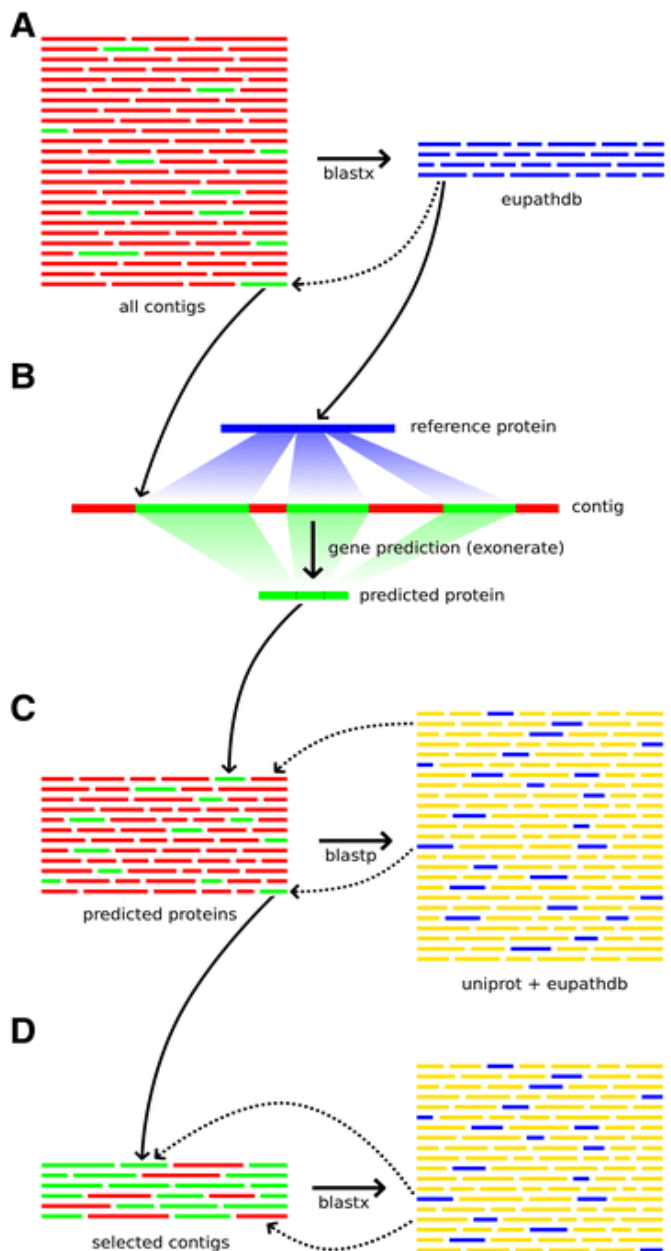 A
blastx
eupathdb
all contigs
B
reference protein
contig
gene prediction (exonerate)
predicted protein
C
blastp
predicted proteins
uniprot + eupathdb
D
blastx
selected contigs